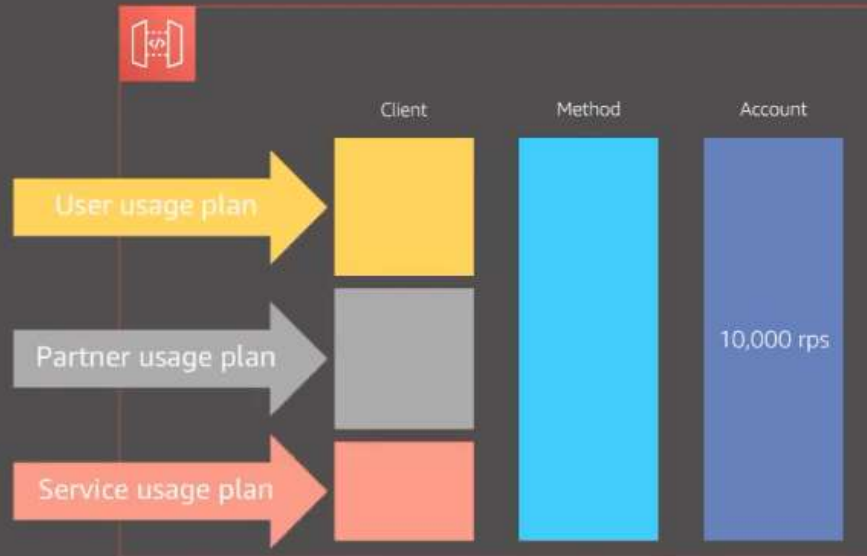 </>
Client Method Account
User usage plan
Partner usage plan
10,000 rps
Service usage plan